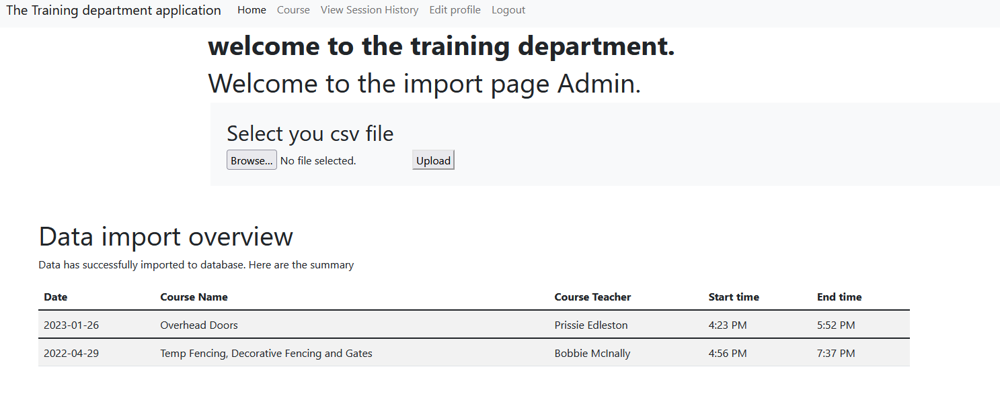 The Training department application Home Course View Session History Edit profile Logout
welcome to the training department.
Welcome to the import page Admin.
Select you csv file
Browse... No file selected. Upload
Data import overview
Data has successfully imported to database. Here are the summary
Date Course Name Course Teacher Start time End time
2023-01-26 Overhead Doors Prissie Edleston 4:23 PM 5:52 PM
2022-04-29 Temp Fencing, Decorative Fencing and Gates Bobbie McInally 4:56 PM 7:37 PM